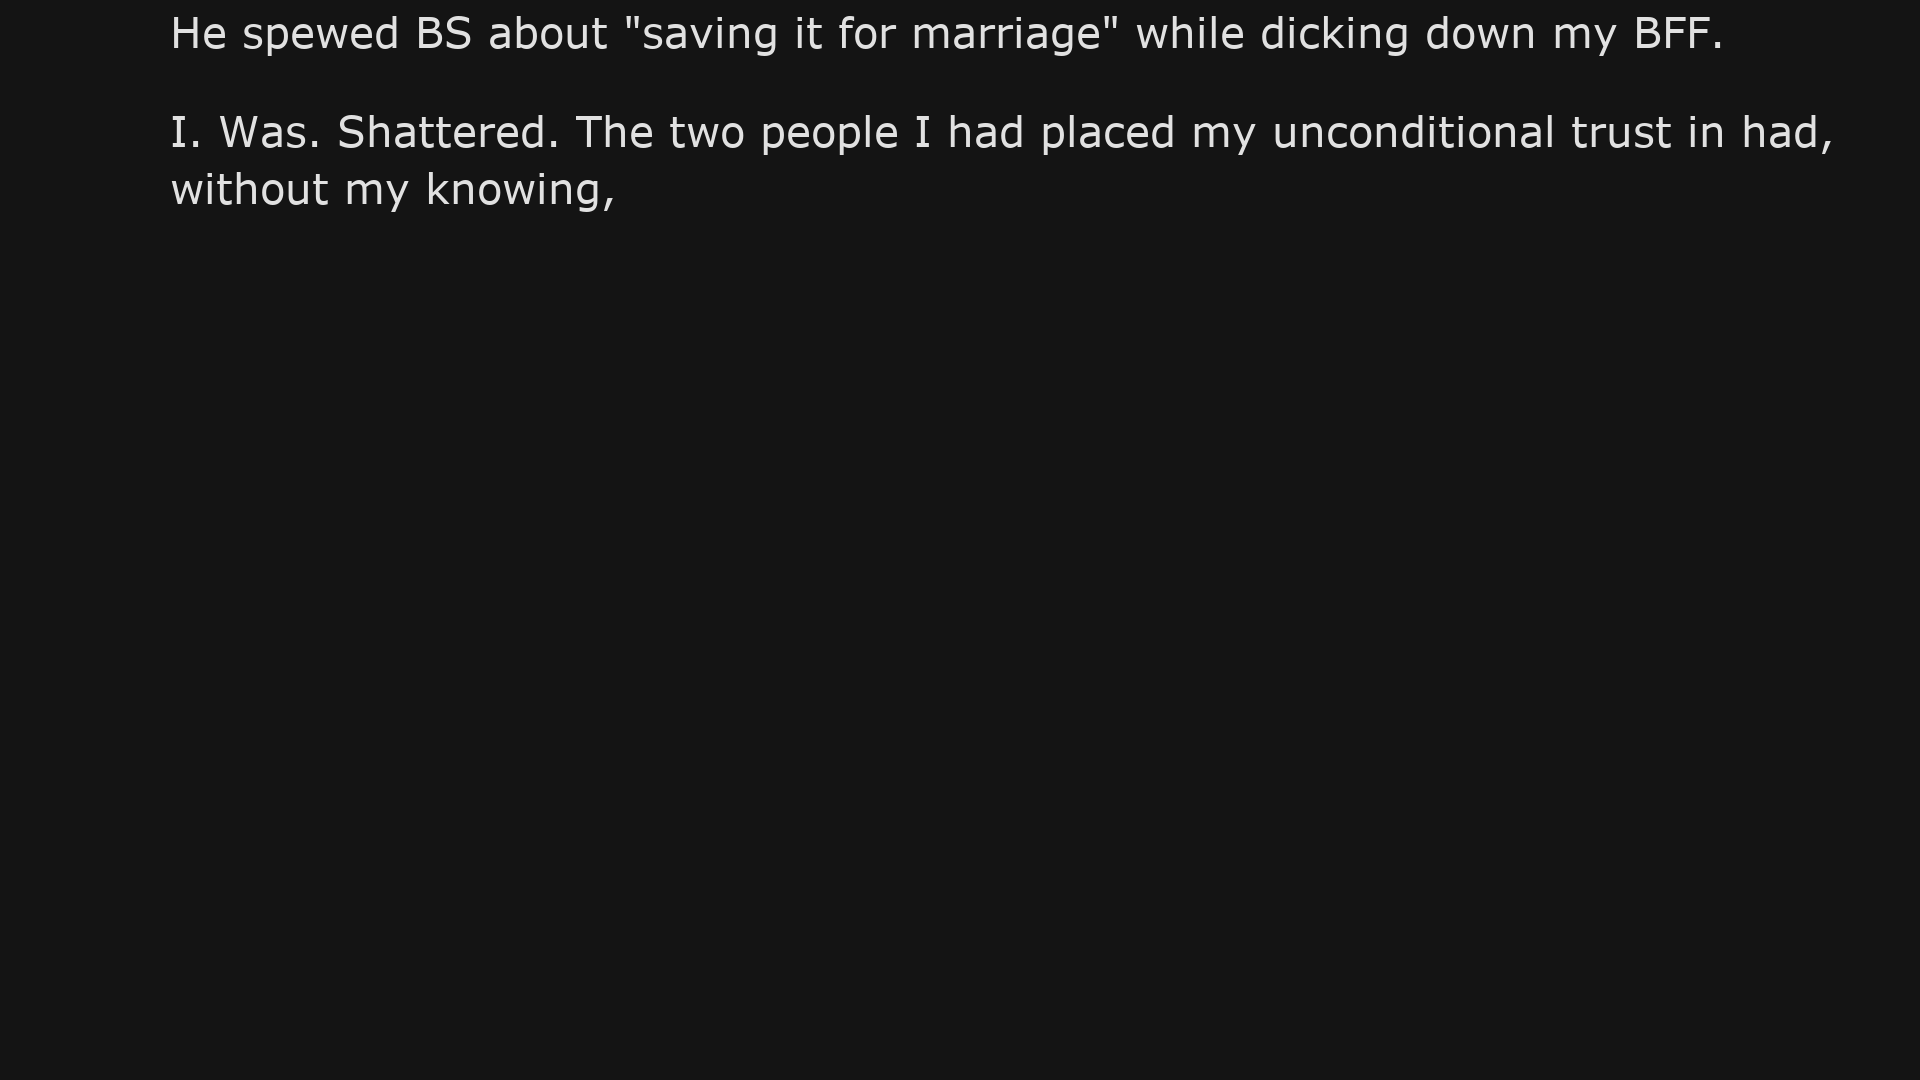 He spewed BS about "saving it for marriage" while dicking down my BFF.
I. Was. Shattered. The two people I had placed my unconditional trust in had,
without my knowing,